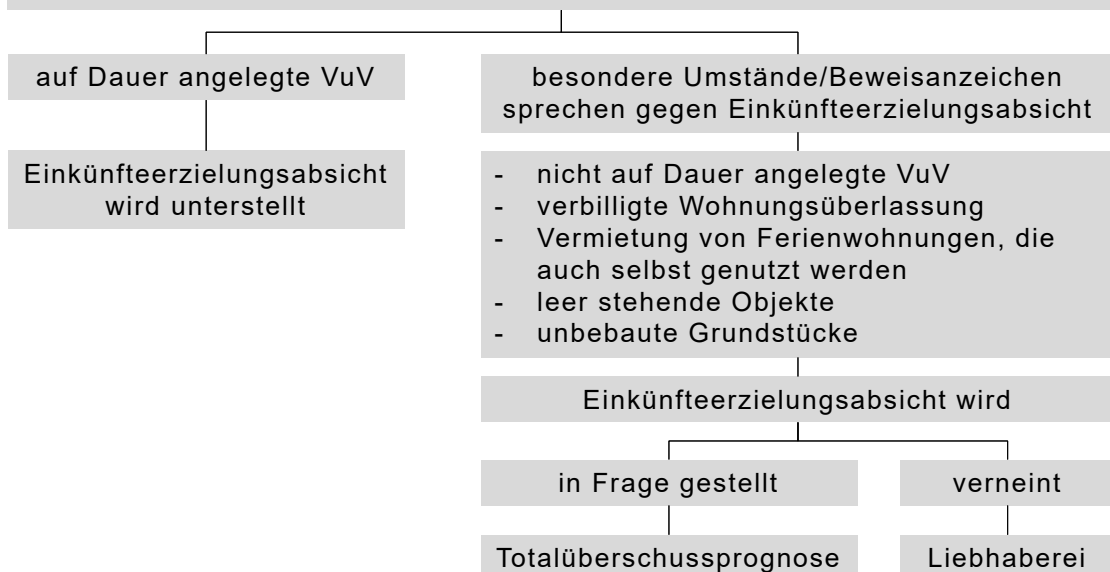 auf Dauer angelegte VuV
besondere Umstände/Beweisanzeichen
sprechen gegen Einkünfteerzielungsabsicht
Einkünfteerzielungsabsicht
wird unterstellt
- nicht auf Dauer angelegte VuV
- verbilligte Wohnungsüberlassung
- Vermietung von Ferienwohnungen, die
auch selbst genutzt werden
- leer stehende Objekte
- unbebaute Grundstücke
Einkünfteerzielungsabsicht wird
in Frage gestellt
verneint
Totalüberschussprognose
Liebhaberei